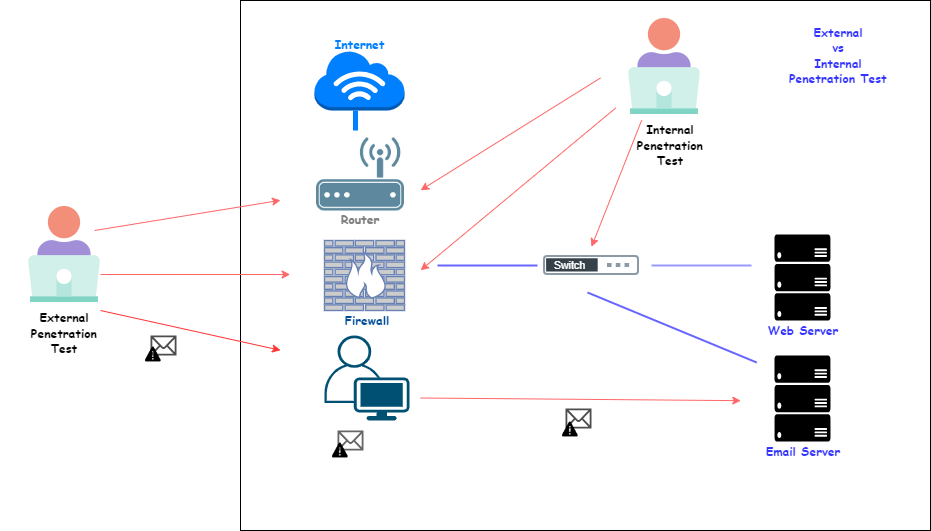 Internet
External
vs
Internal
Penetration Test
Internal
Penetration
Test
Router
Switch
External
Penetration
Test
Firewall
Web Server
Email Server